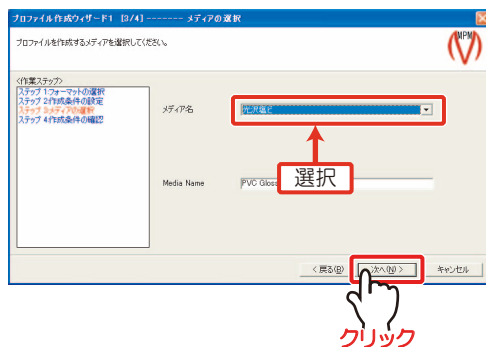 プロファイル作成ウィザード1 [3/4] ------- メディアの選択
プロファイルを作成するメディアを選択してください。
MPM
<作業ステップ>
ステップ 1:フォーマットの選択
ステップ 2:作成条件の設定
ステップ 3:メディアの選択
ステップ 4:作成条件の確認
メディア名
光沢塩ビ
選択
Media Name
PVC Gloss
< 戻る(B)
次へ(N) >
キャンセル
クリック